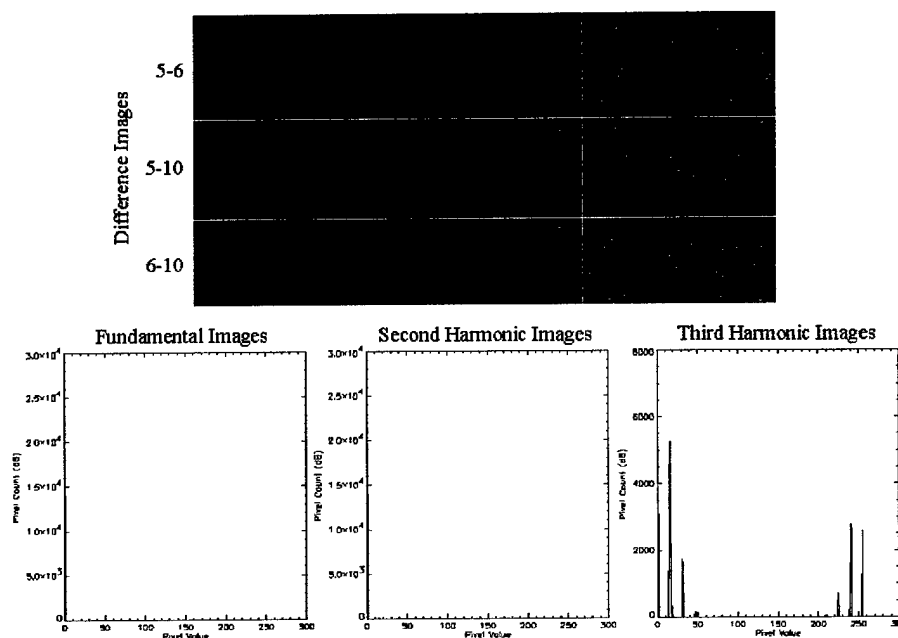 Difference Images
5-6
5-10
6-10
Fundamental Images
Second Harmonic Images
Third Harmonic Images
3.0×10⁴
2.5×10⁴
2.0×10⁴
1.5×10⁴
1.0×10⁴
5.0×10³
0
Pixel Count (dB)
0 50 100 150 200 250 300
Pixel Value
3.0×10⁴
2.5×10⁴
2.0×10⁴
1.5×10⁴
1.0×10⁴
5.0×10³
0
Pixel Count (dB)
0 50 100 150 200 250 300
Pixel Value
8000
6000
4000
2000
0
Pixel Count (dB)
0 50 100 150 200 250 300
Pixel Value